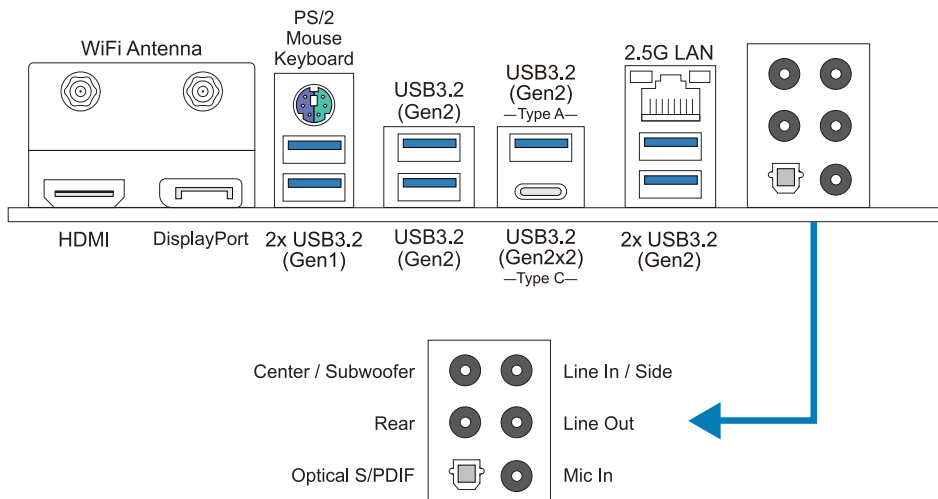 WiFi Antenna
PS/2
Mouse
Keyboard
USB3.2
(Gen2)
USB3.2
(Gen2)
—Type A—
2.5G LAN
HDMI
DisplayPort
2x USB3.2
(Gen1)
USB3.2
(Gen2)
USB3.2
(Gen2x2)
—Type C—
2x USB3.2
(Gen2)
Center / Subwoofer
Line In / Side
Rear
Line Out
Optical S/PDIF
Mic In